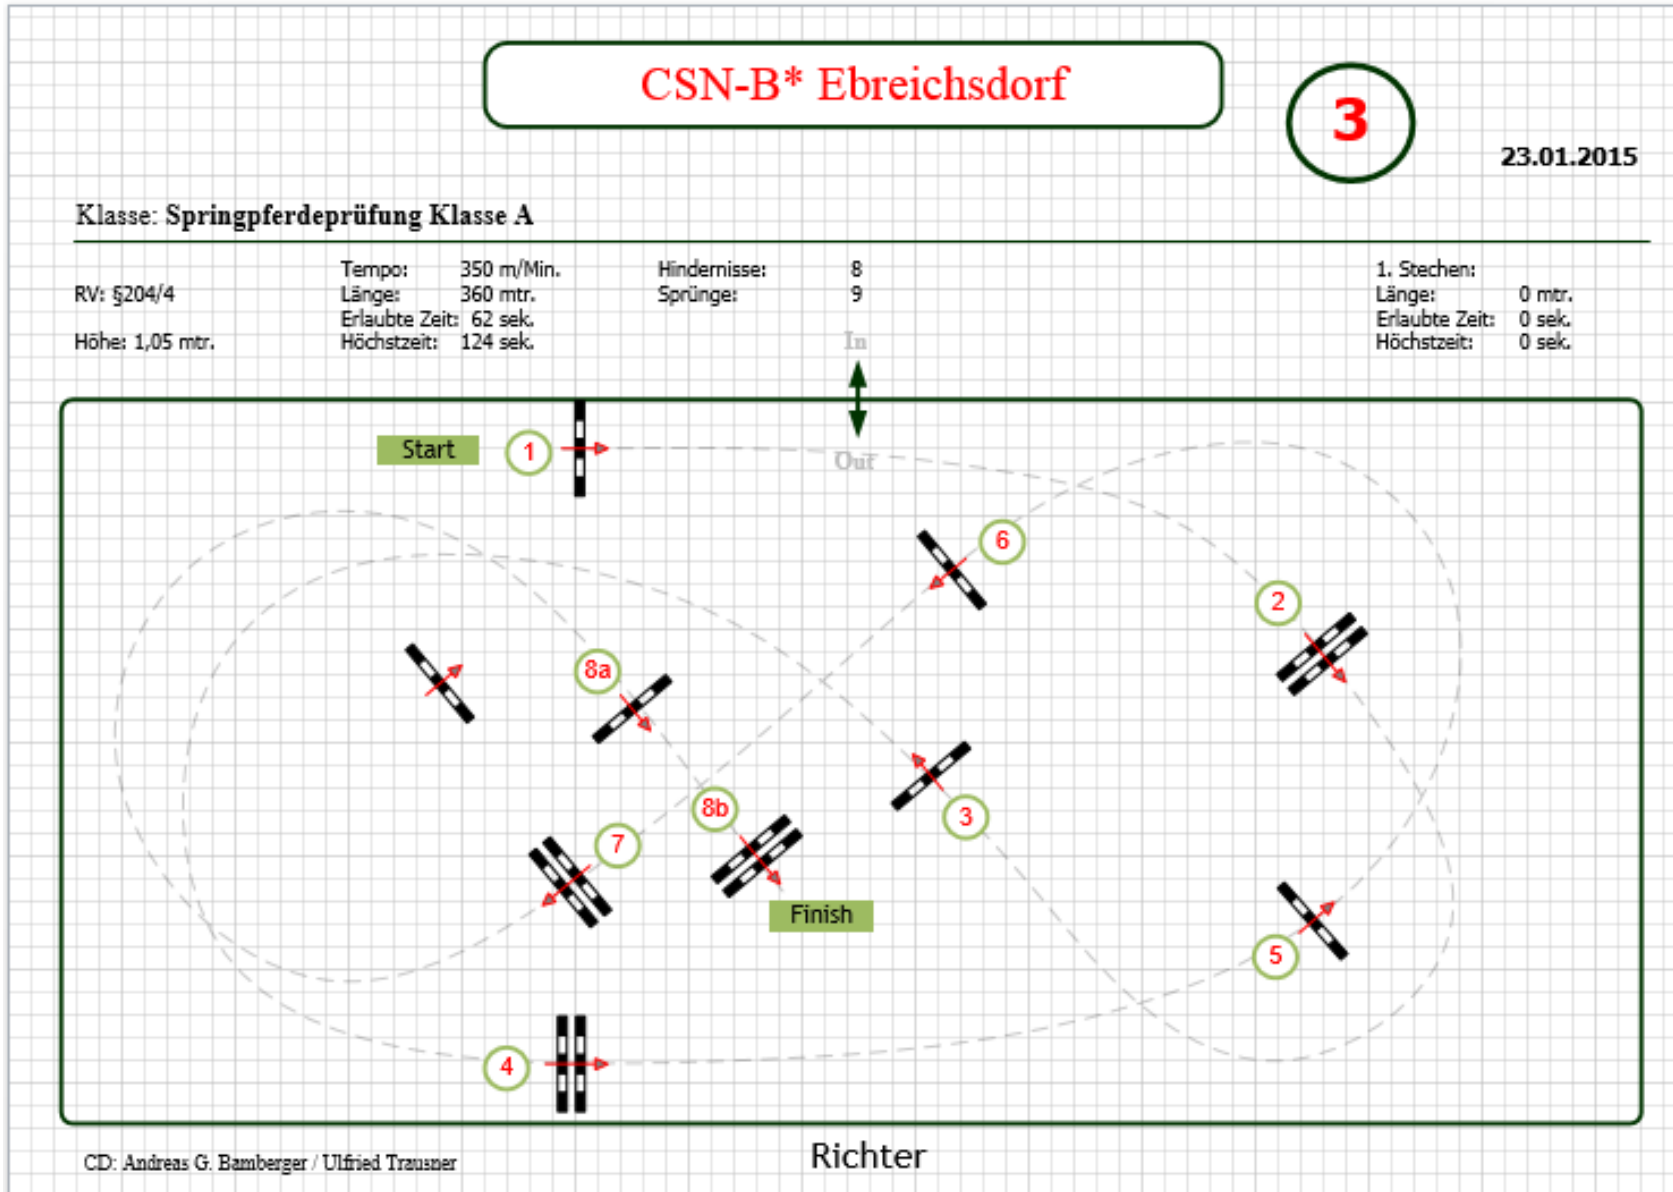 CSN-B* Ebreichsdorf
3
23.01.2015
Klasse: Springpferdeprüfung Klasse A
RV: §204/4
Höhe: 1,05 mtr.
Tempo: 350 m/Min.
Länge: 360 mtr.
Erlaubte Zeit: 62 sek.
Höchstzeit: 124 sek.
Hindernisse: 8
Sprünge: 9
1. Stechen:
Länge: 0 mtr.
Erlaubte Zeit: 0 sek.
Höchstzeit: 0 sek.
In
Out
Start
1
6
2
8a
8b
3
7
Finish
5
4
Richter
CD: Andreas G. Bamberger / Ulfried Trausner